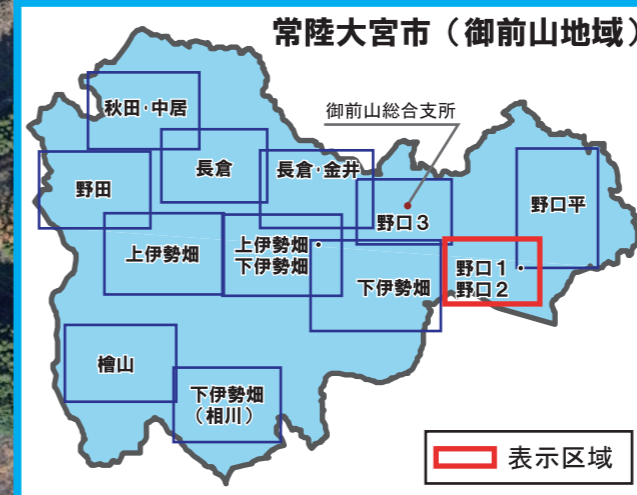 常陸大宮市（御前山地域）
秋田・中居
御前山総合支所
長倉
長倉・金井
野田
野口3
野口平
上伊勢畑
上伊勢畑・
下伊勢畑
下伊勢畑
野口1・
野口2
檜山
下伊勢畑
（相川）
表示区域